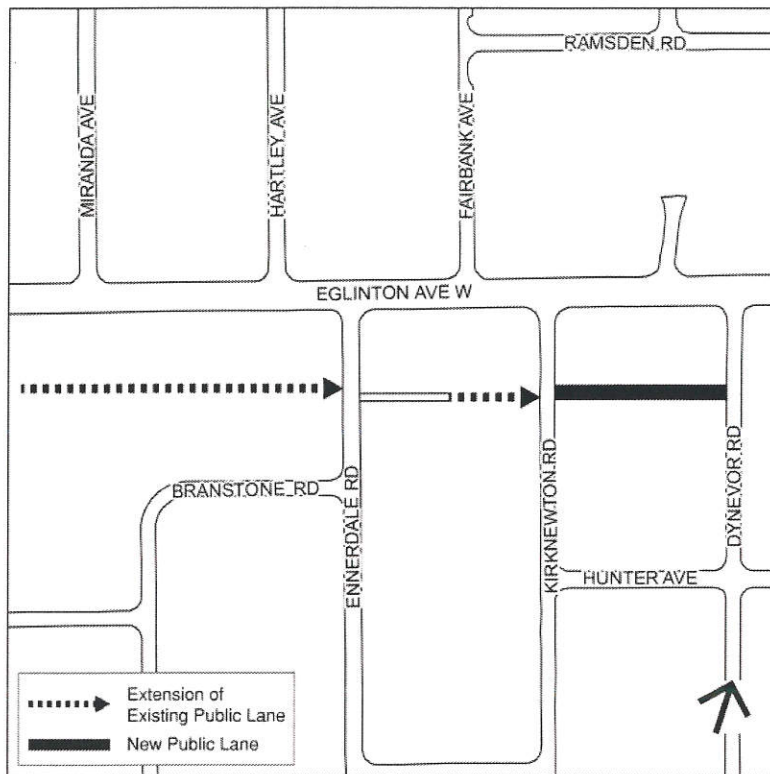 RAMSDEN RD
MIRANDA AVE
HARTLEY AVE
FAIRBANK AVE
EGLINTON AVE W
BRANSTONE RD
ENNERDALE RD
KIRKNEWTON RD
DYNEVOR RD
HUNTER AVE
Extension of
Existing Public Lane
New Public Lane